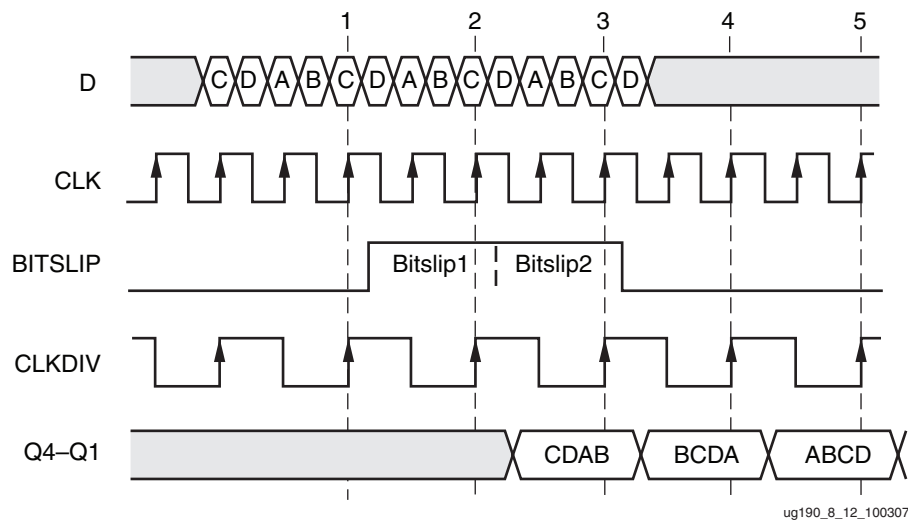 1 2 3 4 5
D C D A B C D A B C D A B C D
CLK
BITSLIP Bitslip1 Bitslip2
CLKDIV
Q4–Q1 CDAB BCDA ABCD
ug190_8_12_100307